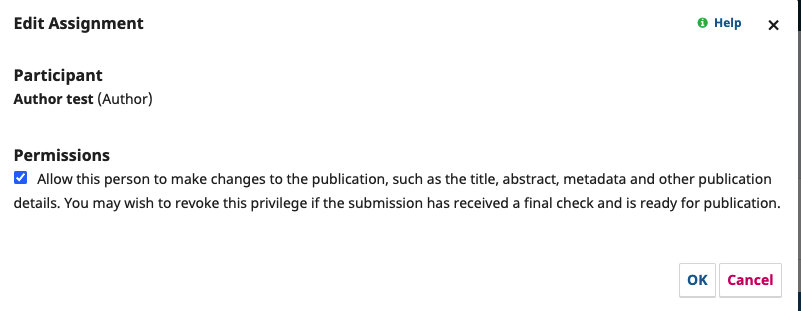 Edit Assignment
Help
Participant
Author test (Author)
Permissions
Allow this person to make changes to the publication, such as the title, abstract, metadata and other publication
details. You may wish to revoke this privilege if the submission has received a final check and is ready for publication.
OK
Cancel